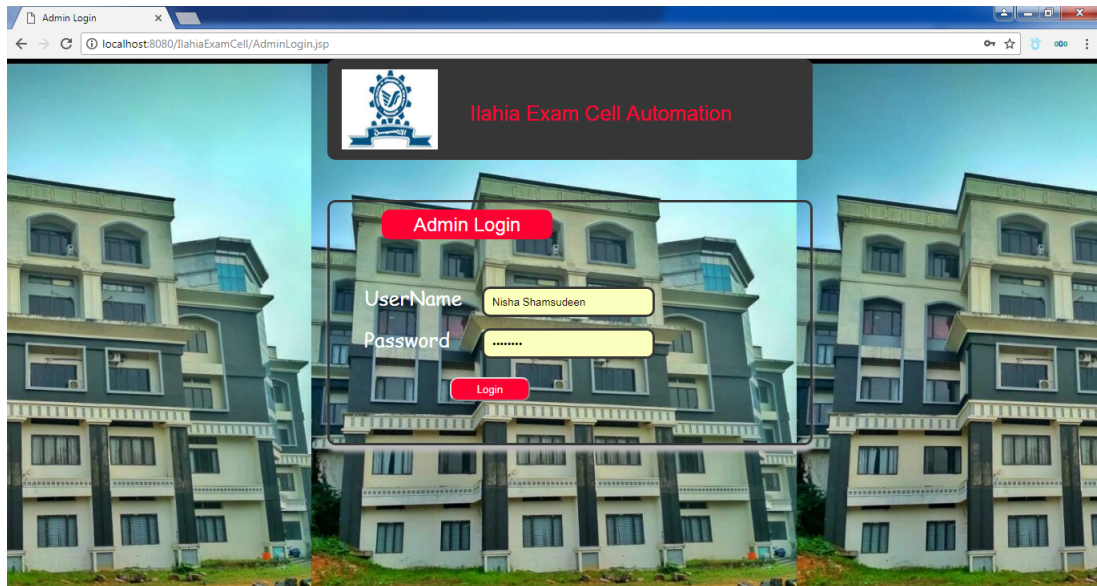 Admin Login
localhost:8080/IlahiaExamCell/AdminLogin.jsp
Ilahia Exam Cell Automation
Admin Login
UserName Nisha Shamsudeen
Password ••••••••
Login